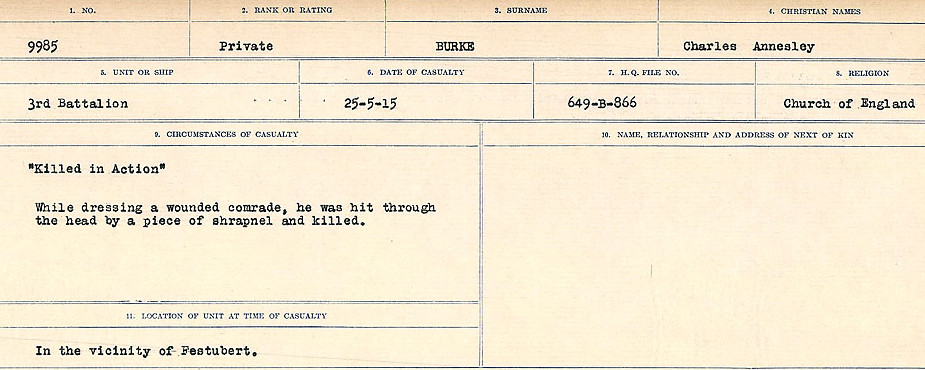 1. NO. 2. RANK OR RATING 3. SURNAME 4. CHRISTIAN NAMES
9985 Private BURKE Charles Annesley
5. UNIT OR SHIP 6. DATE OF CASUALTY 7. H.Q. FILE NO. 8. RELIGION
3rd Battalion 25-5-15 649-B-866 Church of England
9. CIRCUMSTANCES OF CASUALTY 10. NAME, RELATIONSHIP AND ADDRESS OF NEXT OF KIN
"Killed in Action"
While dressing a wounded comrade, he was hit through
the head by a piece of shrapnel and killed.
11. LOCATION OF UNIT AT TIME OF CASUALTY
In the vicinity of Festubert.